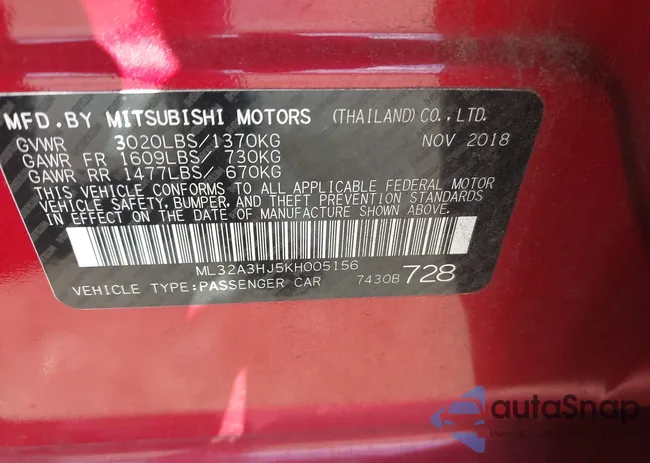 MFD.BY MITSUBISHI MOTORS (THAILAND)CO.,LTD.
GVWR 3020LBS/1370KG NOV 2018
GAWR FR 1609LBS/ 730KG
GAWR RR 1477LBS/ 670KG
THIS VEHICLE CONFORMS TO ALL APPLICABLE FEDERAL MOTOR
VEHICLE SAFETY, BUMPER, AND THEFT PREVENTION STANDARDS
IN EFFECT ON THE DATE OF MANUFACTURE SHOWN ABOVE.
ML32A3HJ5KH005156
VEHICLE TYPE:PASSENGER CAR 7430B 728
autoSnap